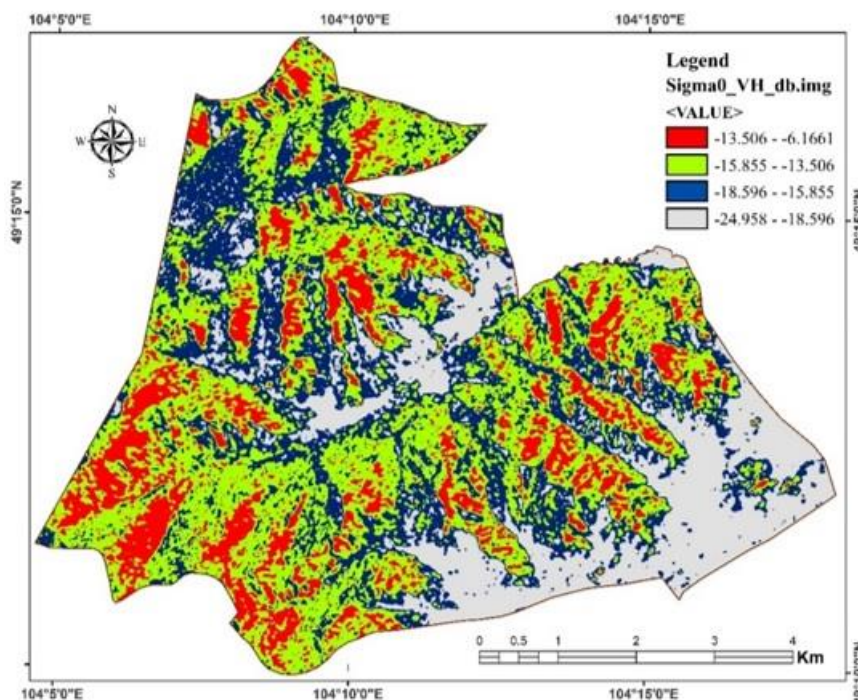 104°5'0"E 104°10'0"E 104°15'0"E
Legend
Sigma0_VH_db.img
<VALUE>
-13.506 - -6.1661
-15.855 - -13.506
-18.596 - -15.855
-24.958 - -18.596
N
W E
S
49°15'0"N
0 0.5 1 2 3 4
Km
104°5'0"E 104°10'0"E 104°15'0"E